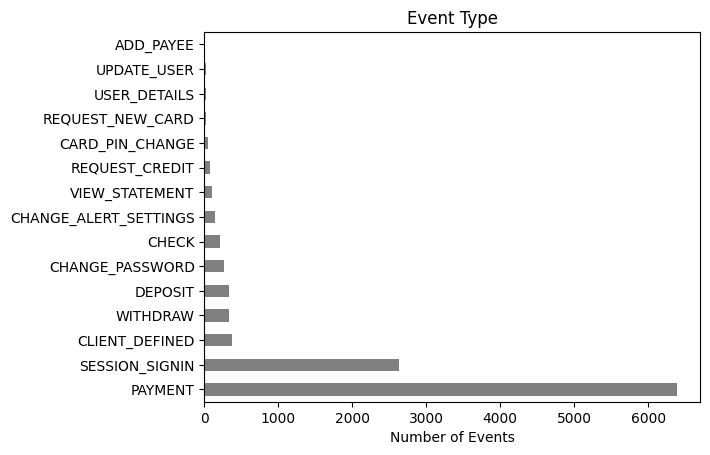 Event Type
ADD_PAYEE
UPDATE_USER
USER_DETAILS
REQUEST_NEW_CARD
CARD_PIN_CHANGE
REQUEST_CREDIT
VIEW_STATEMENT
CHANGE_ALERT_SETTINGS
CHECK
CHANGE_PASSWORD
DEPOSIT
WITHDRAW
CLIENT_DEFINED
SESSION_SIGNIN
PAYMENT
0 1000 2000 3000 4000 5000 6000
Number of Events